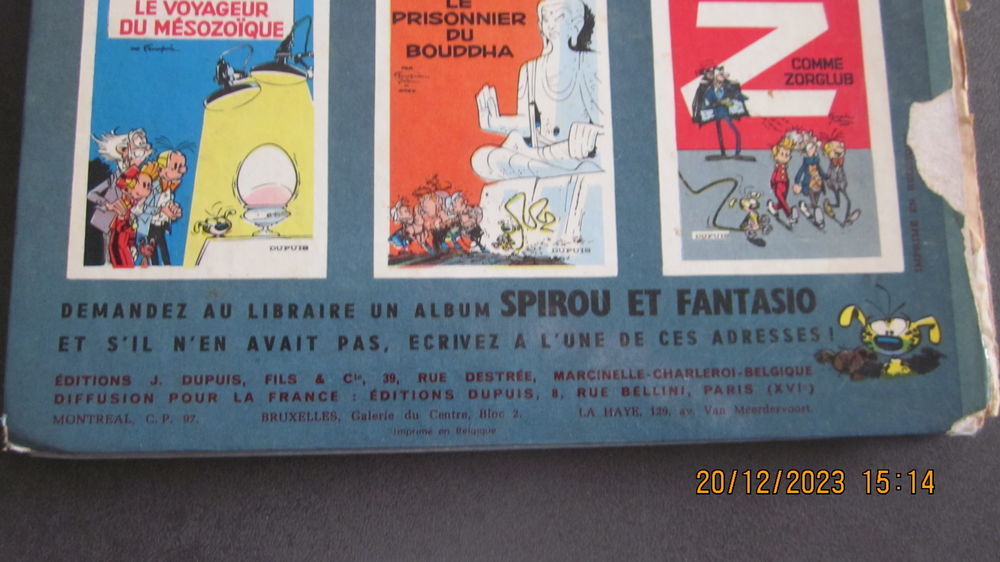 LE VOYAGEUR
DU MÉSOZOÏQUE
DUPUIS
LE
PRISONNIER
DU
BOUDDHA
PAR
DUPUIS
Z
COMME
ZORGLUB
DUPUIS
DEMANDEZ AU LIBRAIRE UN ALBUM SPIROU ET FANTASIO
ET S'IL N'EN AVAIT PAS, ECRIVEZ A L'UNE DE CES ADRESSES !
ÉDITIONS J. DUPUIS, FILS & Cie, 39, RUE DESTRÉE, MARCINELLE-CHARLEROI-BELGIQUE
DIFFUSION POUR LA FRANCE : ÉDITIONS DUPUIS, 8, RUE BELLINI, PARIS (XVIe)
MONTREAL, C. P. 97. BRUXELLES, Galerie du Centre, Bloc 2. LA HAYE, 129, av. Van Meerdervoort.
Imprimé en Belgique
IMPRIMÉ EN
20/12/2023 15:14